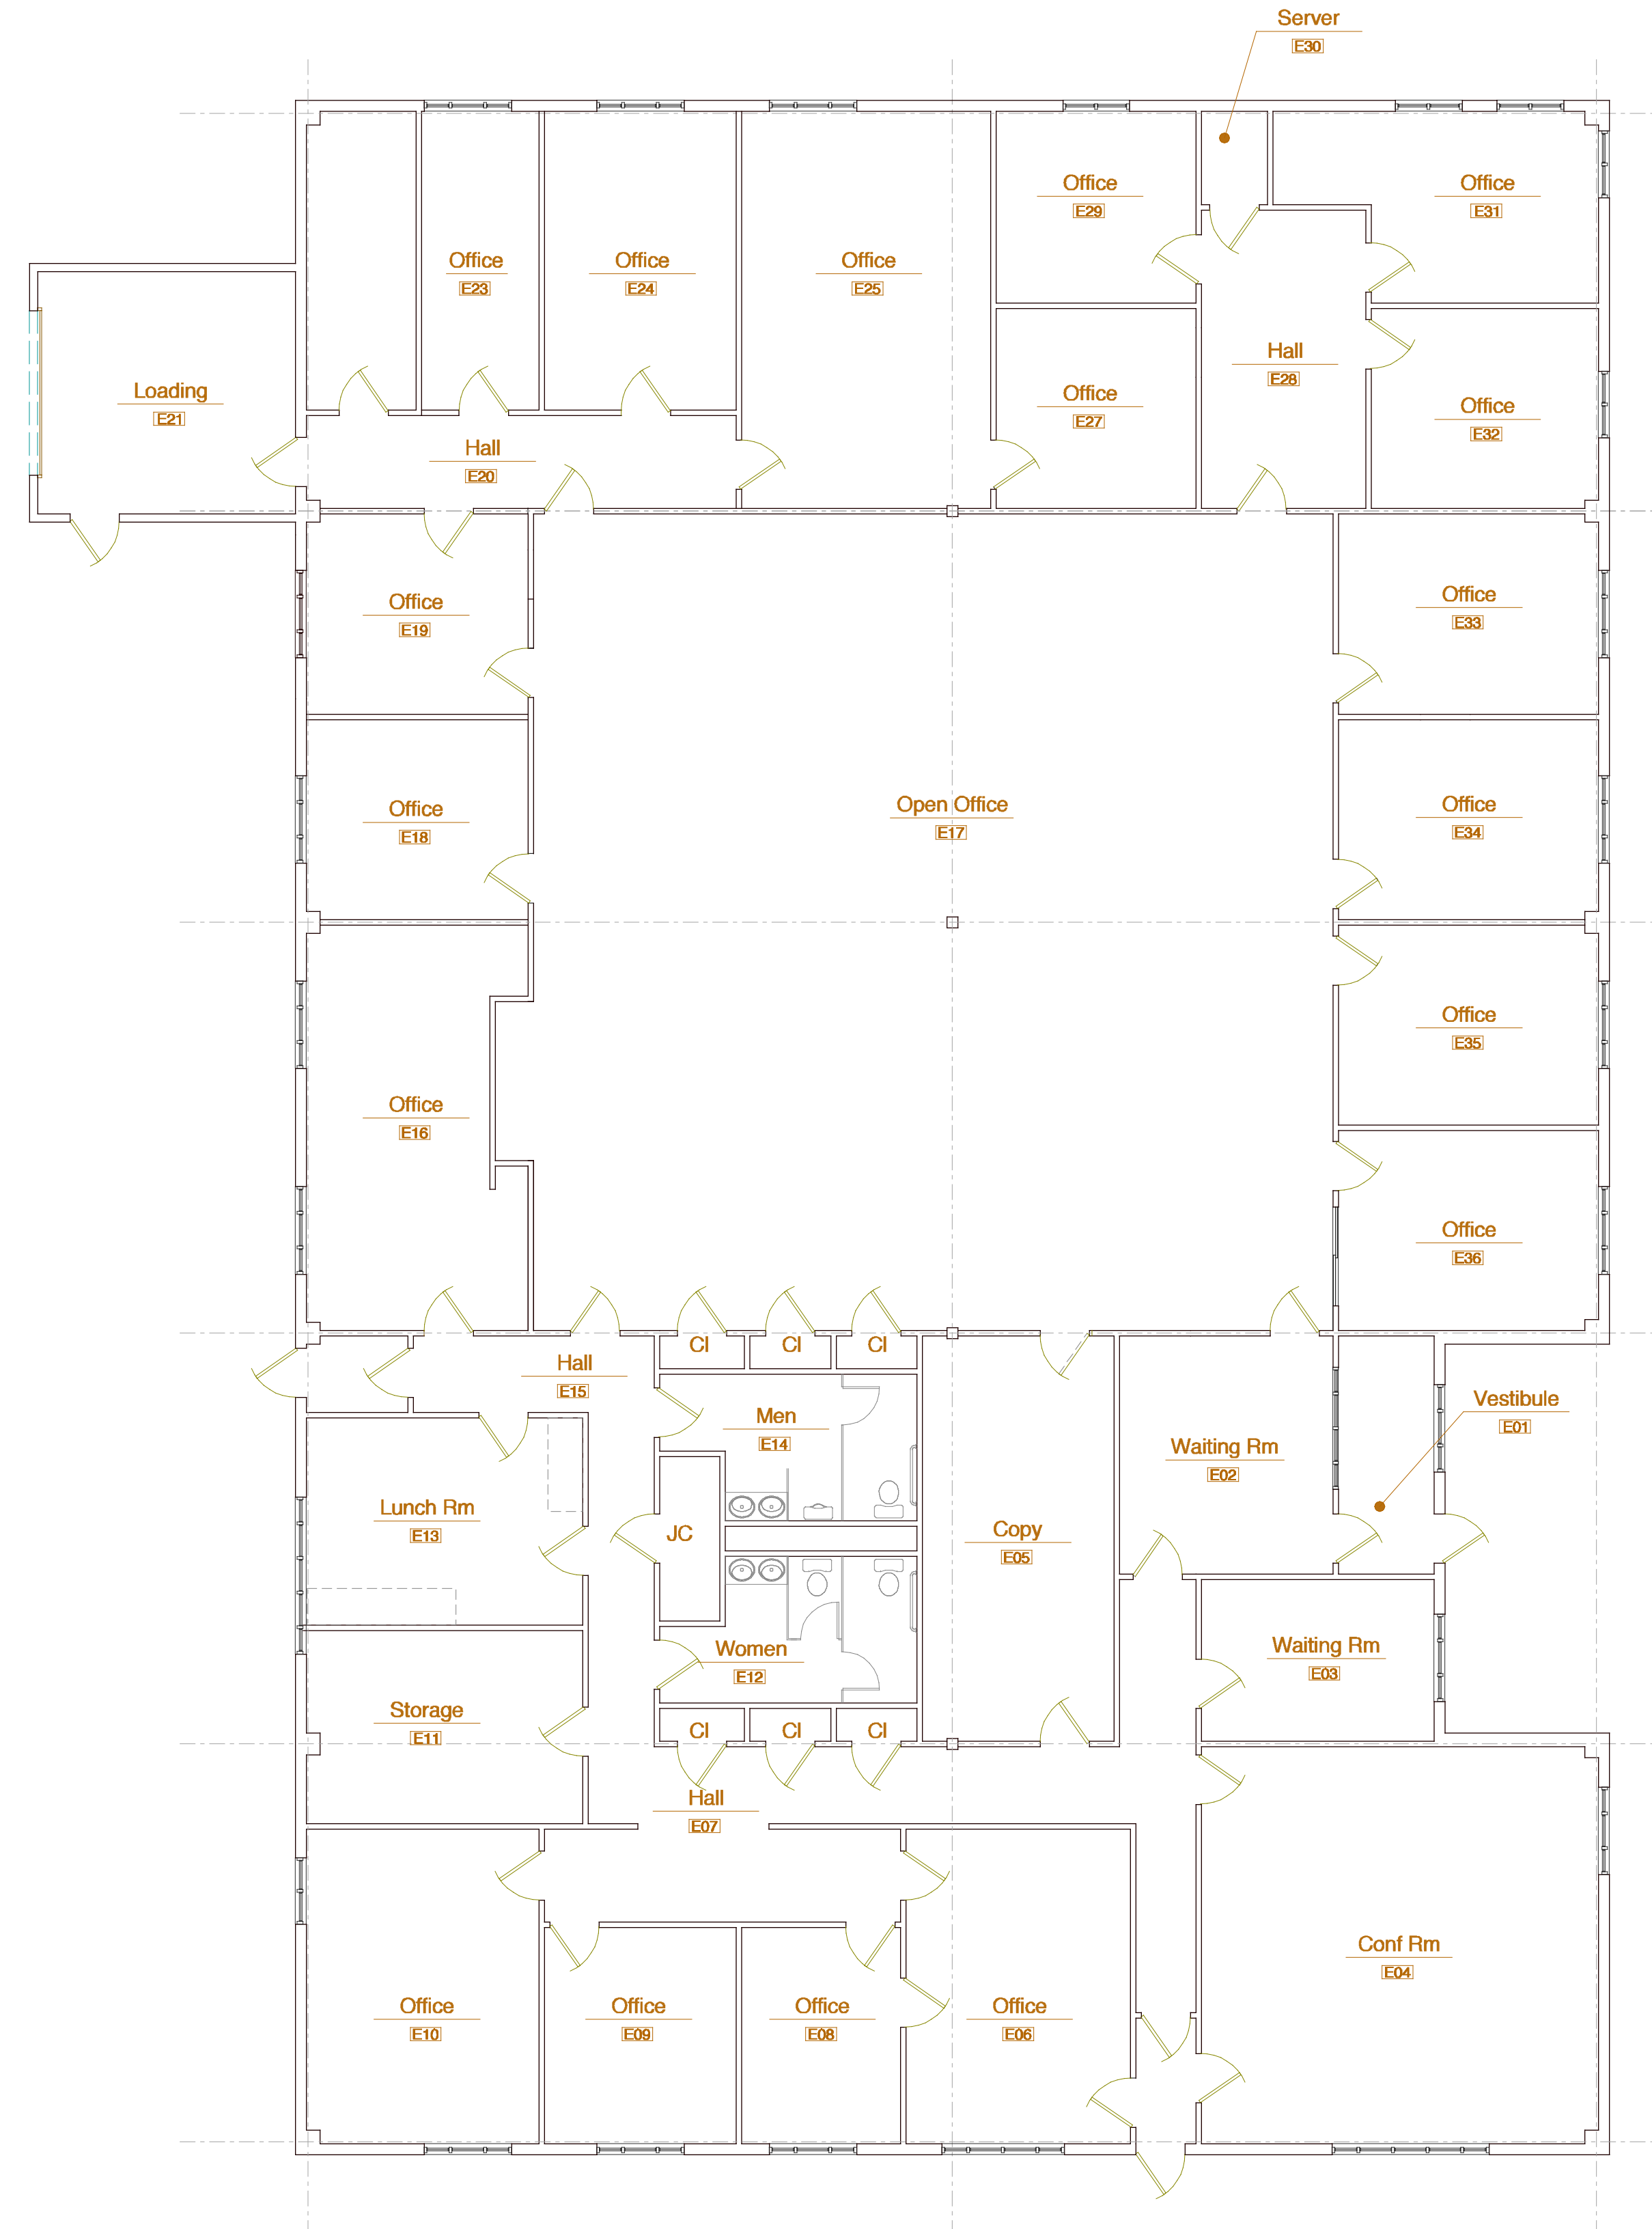 Server
E30
Office
E29
Office
E31
Office
E23
Office
E24
Office
E25
Hall
E28
Loading
E21
Office
E27
Office
E32
Hall
E20
Office
E19
Office
E33
Office
E18
Open Office
E17
Office
E34
Office
E35
Office
E16
Office
E36
Cl
Cl
Cl
Hall
E15
Men
E14
Vestibule
E01
Waiting Rm
E02
Lunch Rm
E13
JC
Copy
E05
Women
E12
Waiting Rm
E03
Storage
E11
Cl
Cl
Cl
Hall
E07
Conf Rm
E04
Office
E10
Office
E09
Office
E08
Office
E06